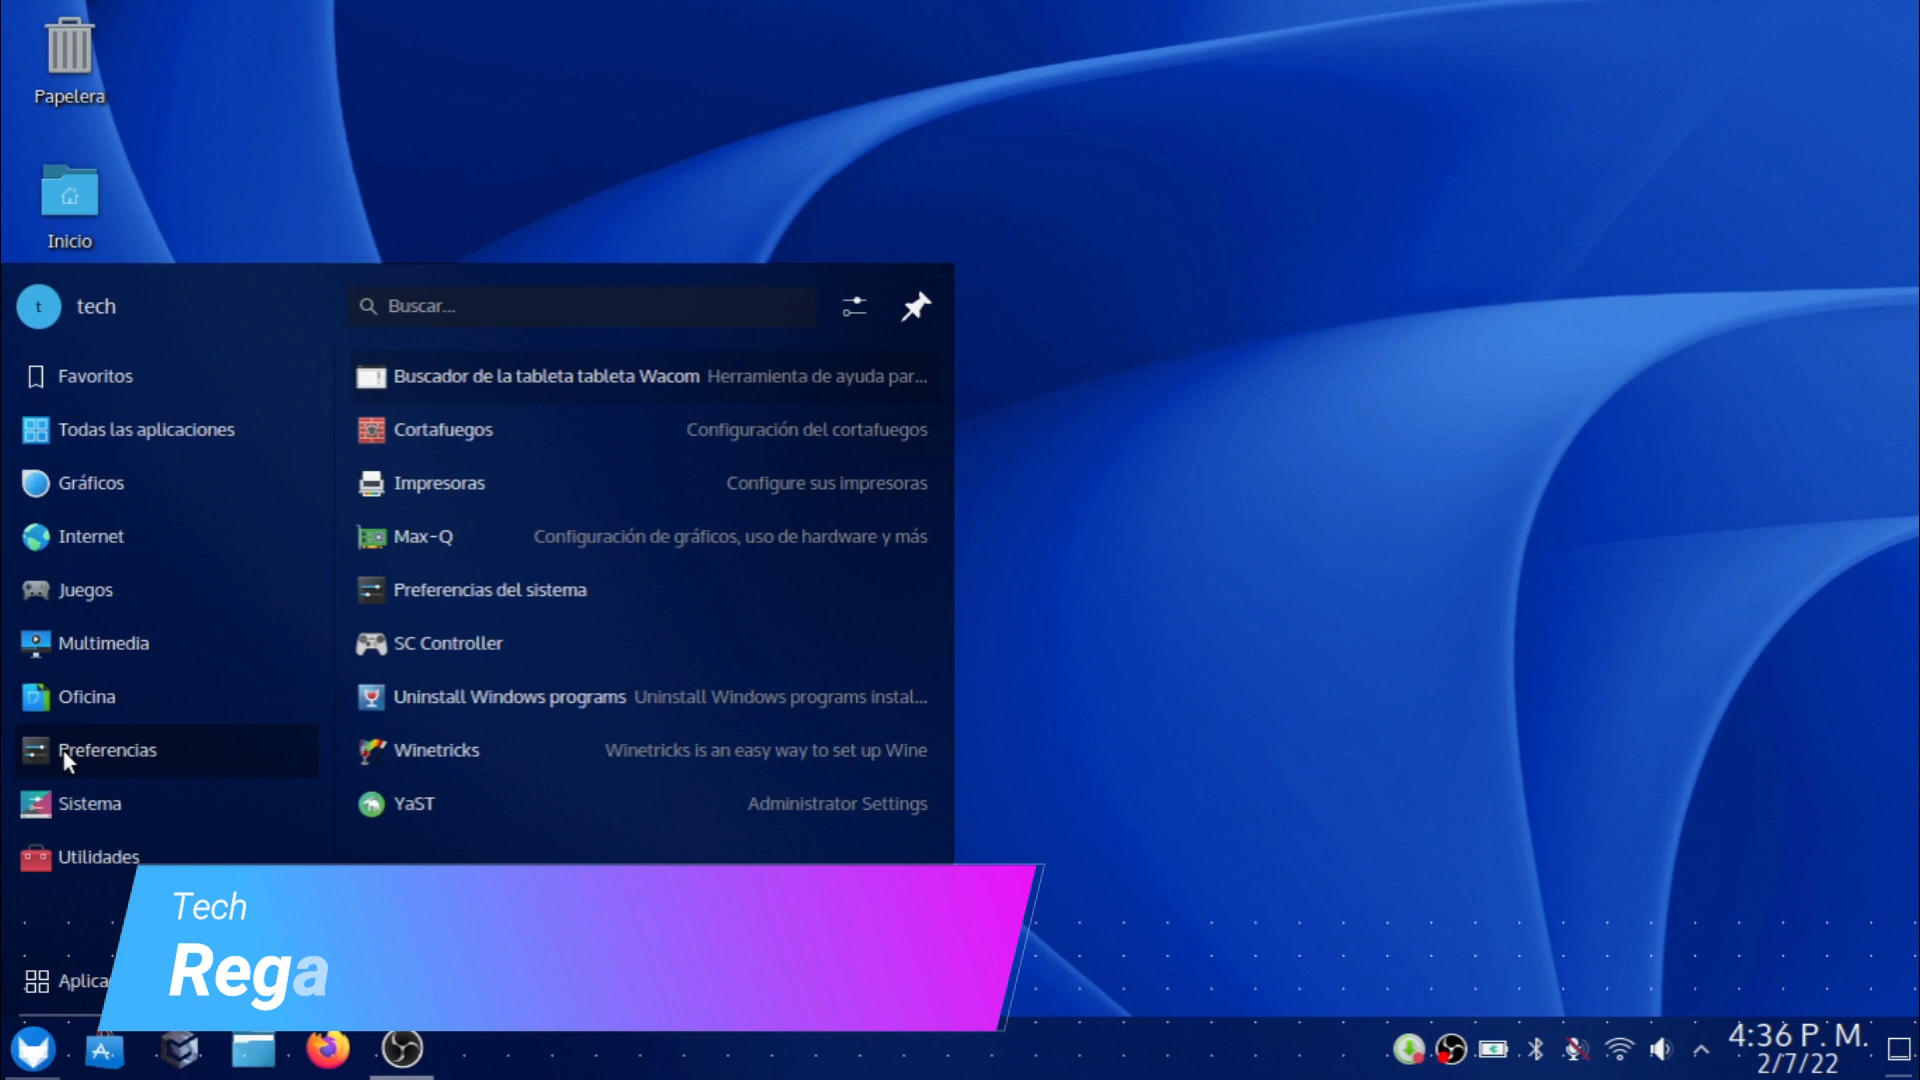 Papelera
Inicio
t
tech
Buscar...
Favoritos
Todas las aplicaciones
Gráficos
Internet
Juegos
Multimedia
Oficina
Preferencias
Sistema
Utilidades
Buscador de la tableta tableta Wacom Herramienta de ayuda par...
Cortafuegos Configuración del cortafuegos
Impresoras Configure sus impresoras
Max-Q Configuración de gráficos, uso de hardware y más
Preferencias del sistema
SC Controller
Uninstall Windows programs Uninstall Windows programs instal...
Winetricks Winetricks is an easy way to set up Wine
YaST Administrator Settings
Tech
Rega
Aplica
4:36 P. M.
2/7/22